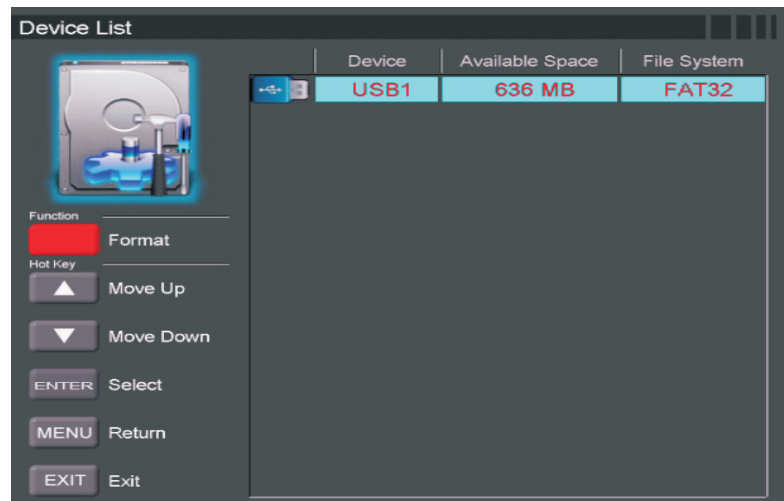 Device List
Device Available Space File System
USB1 636 MB FAT32
Function
Format
Hot Key
Move Up
Move Down
ENTER Select
MENU Return
EXIT Exit